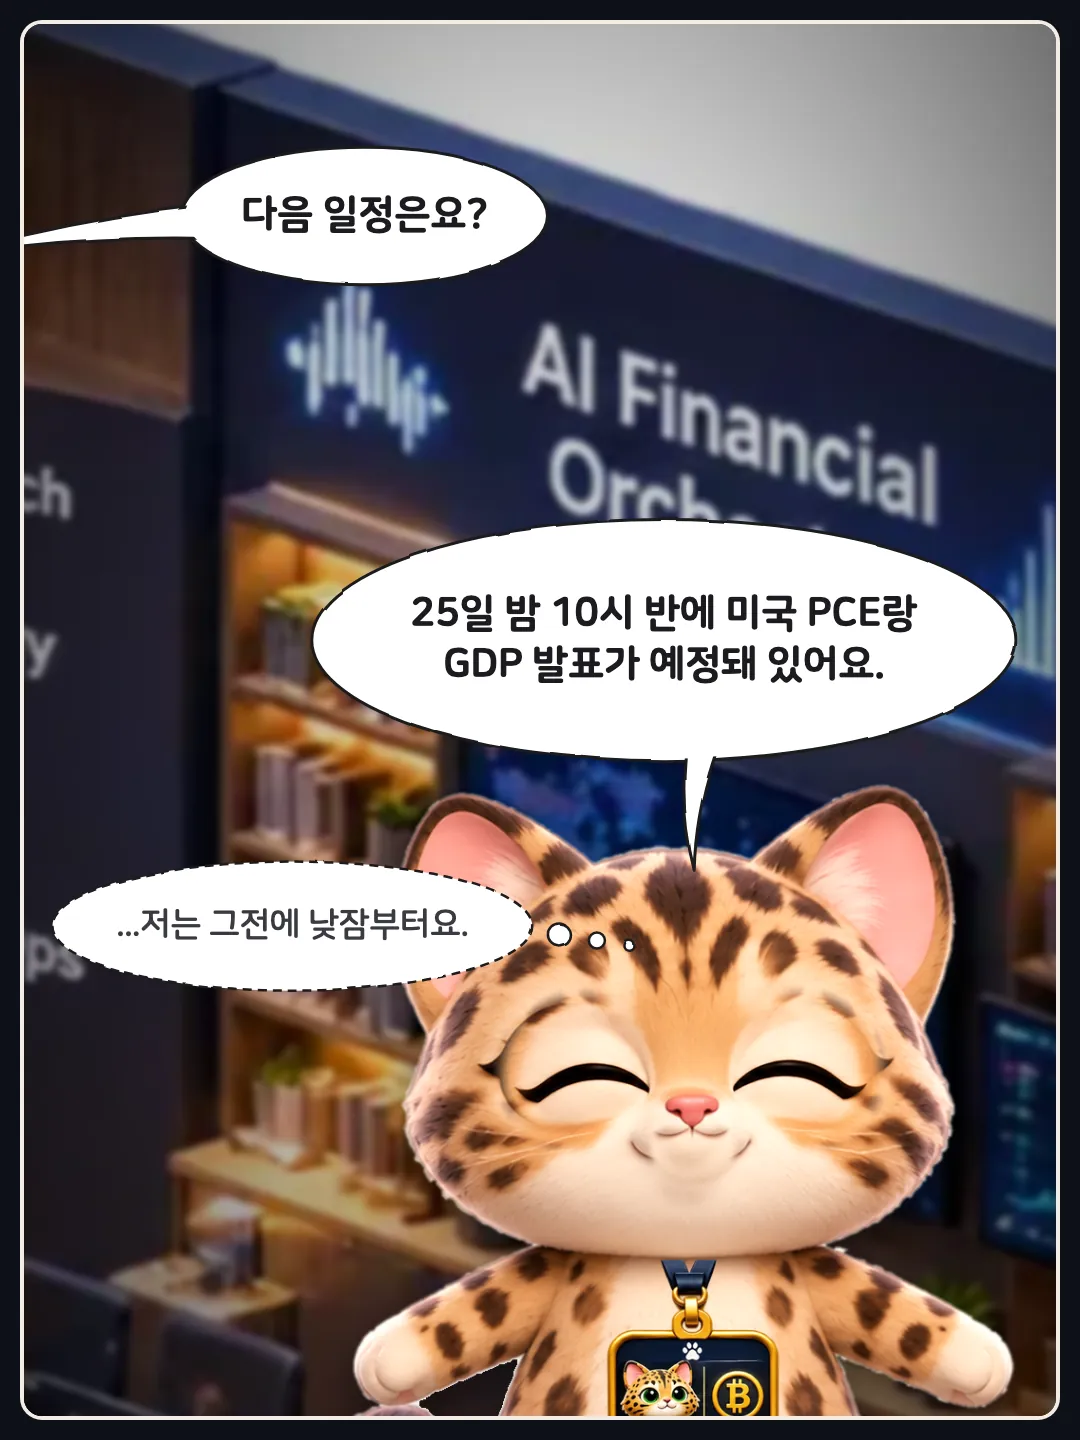 다음 일정은요?
AI Financial
ch
25일 밤 10시 반에 미국 PCE랑
GDP 발표가 예정돼 있어요.
y
...저는 그전에 낮잠부터요.
ps